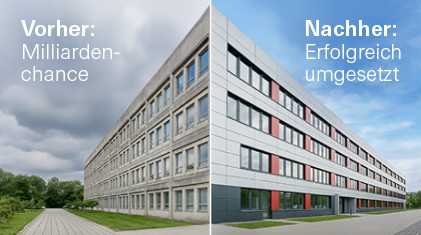 Vorher:
Milliarden-
chance
Nachher:
Erfolgreich
umgesetzt